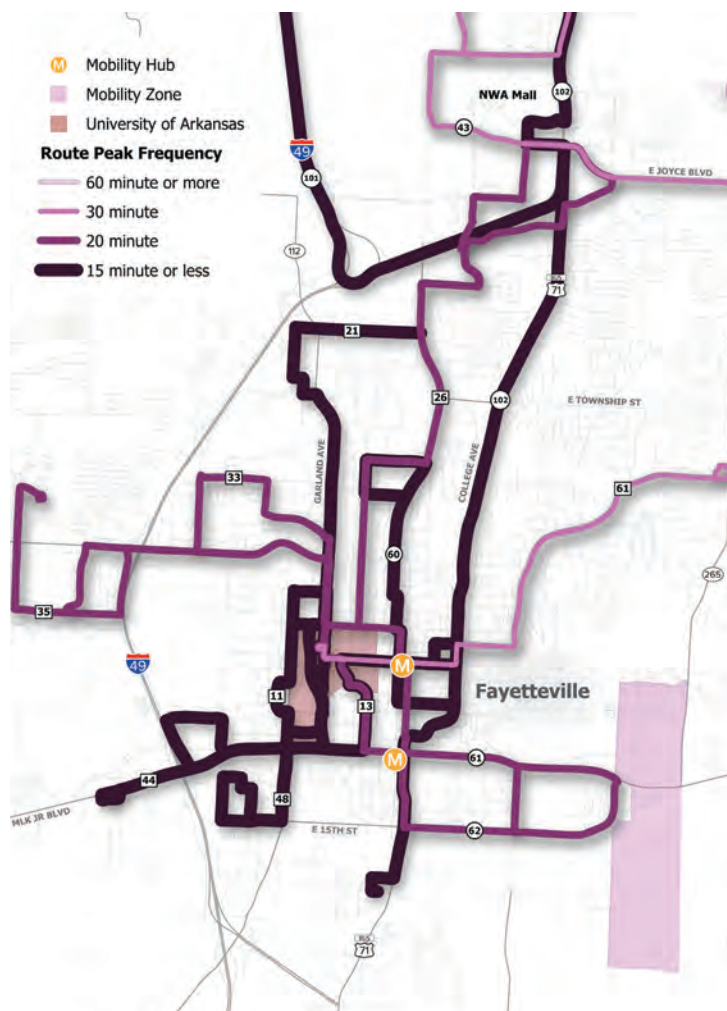 M Mobility Hub
Mobility Zone
University of Arkansas
Route Peak Frequency
60 minute or more
30 minute
20 minute
15 minute or less
NWA Mall
102
43
49
101
E JOYCE BLVD
112
BUS
71
21
26
102
E TOWNSHIP ST
GARLAND AVE
COLLEGE AVE
33
61
60
265
35
49
M
Fayetteville
11
13
M
61
44
48
MLK JR BLVD
E 15TH ST
62
BUS
71